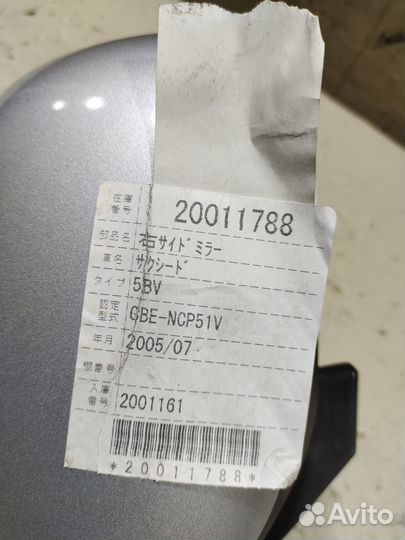 在庫番号 20011788
部品名 右サイドミラー
車名 サクシード
タイプ 5BV
認定型式 CBE-NCP51V
年月 2005/07
棚番号
入庫番号 2001161
*20011788*
Avito